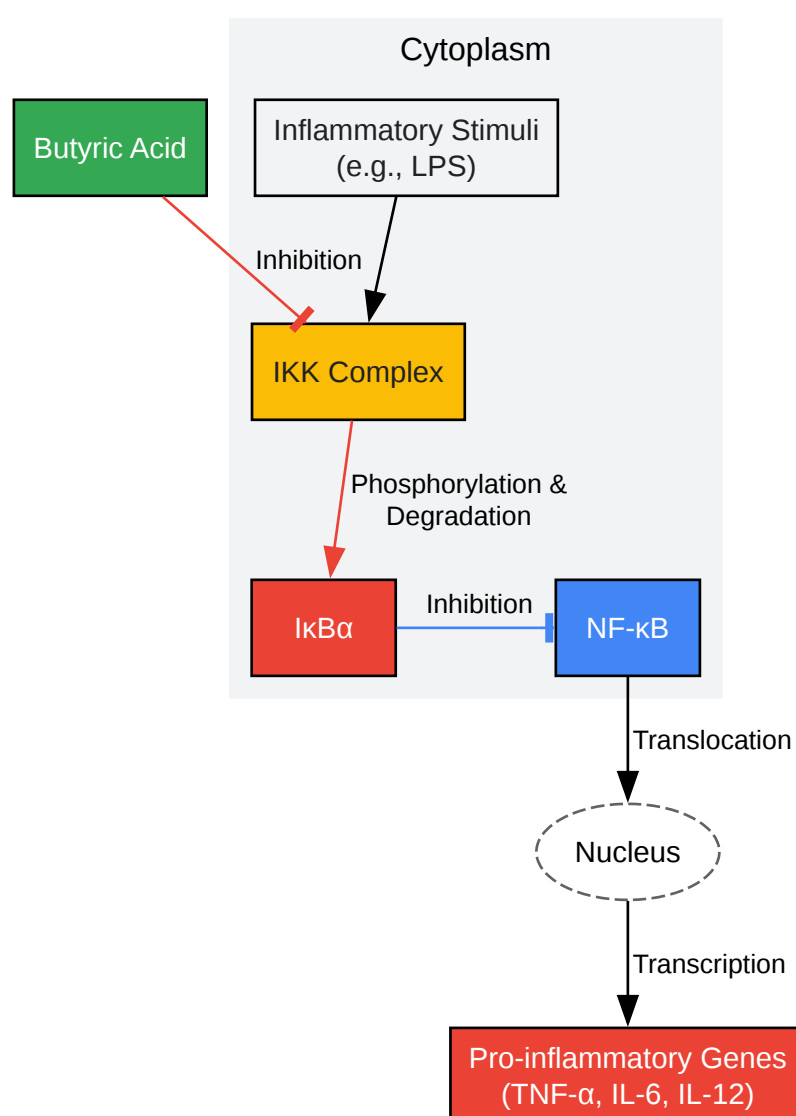 Cytoplasm
Butyric Acid
Inflammatory Stimuli
(e.g., LPS)
Inhibition
IKK Complex
Phosphorylation &
Degradation
IκBα
Inhibition
NF-κB
Translocation
Nucleus
Transcription
Pro-inflammatory Genes
(TNF-α, IL-6, IL-12)